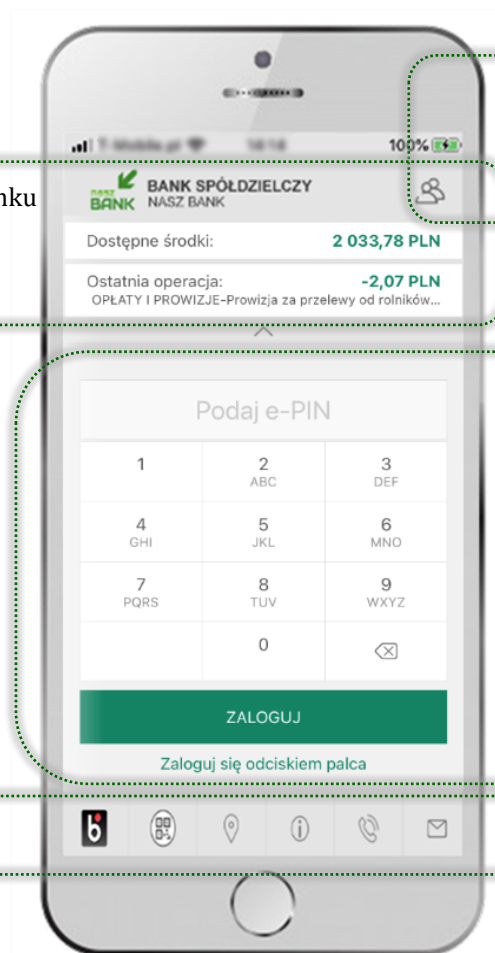 100%
nku
nasz BANK
BANK SPÓŁDZIELCZY
NASZ BANK
Dostępne środki: 2 033,78 PLN
Ostatnia operacja: -2,07 PLN
OPŁATY I PROWIZJE-Prowizja za przelewy od rolników...
Podaj e-PIN
1 2 3
ABC DEF
4 5 6
GHI JKL MNO
7 8 9
PQRS TUV WXYZ
0
ZALOGUJ
Zaloguj się odciskiem palca
b